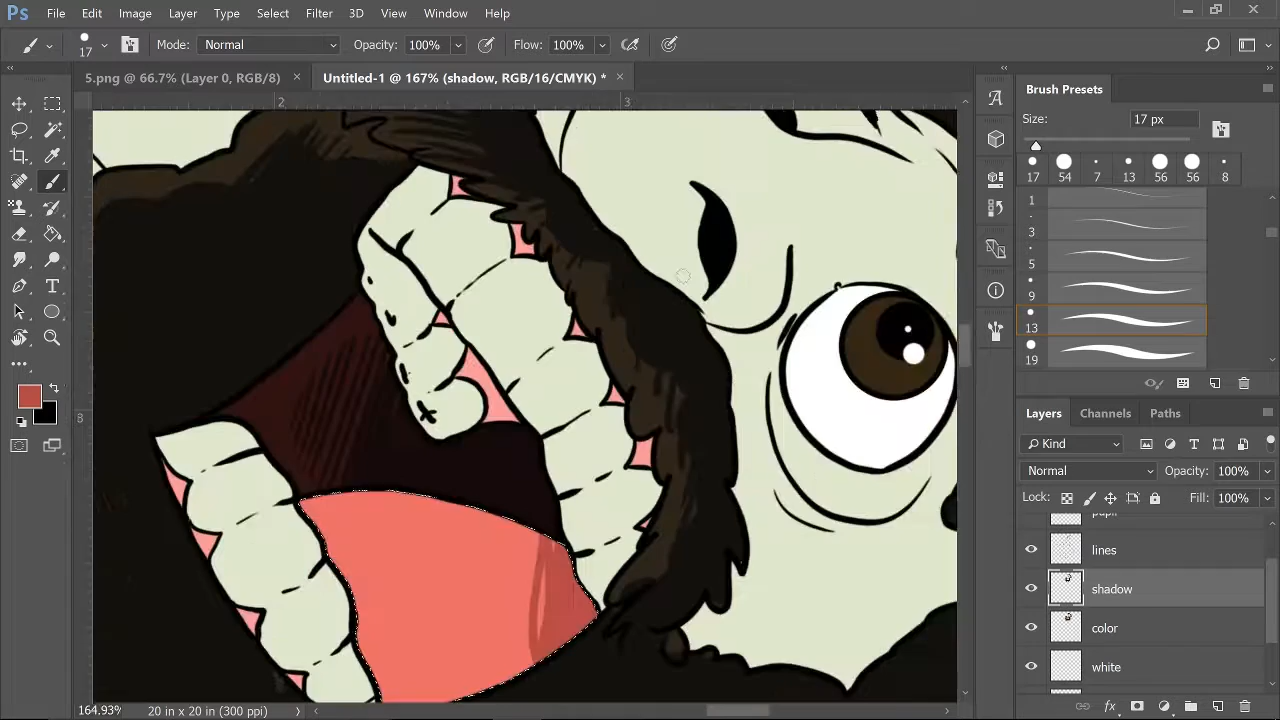 Ps File Edit Image Layer Type Select Filter 3D View Window Help
17 Mode: Normal Opacity: 100% Flow: 100%
5.png @ 66.7% (Layer 0, RGB/8) × Untitled-1 @ 167% (shadow, RGB/16/CMYK) * ×
2 3
8
Brush Presets
Size: 17 px
17 54 7 13 56 56 8
1
3
5
9
13
19
Layers Channels Paths
Kind
Normal Opacity: 100%
Lock: Fill: 100%
lines
shadow
color
white
164.93% 20 in x 20 in (300 ppi)